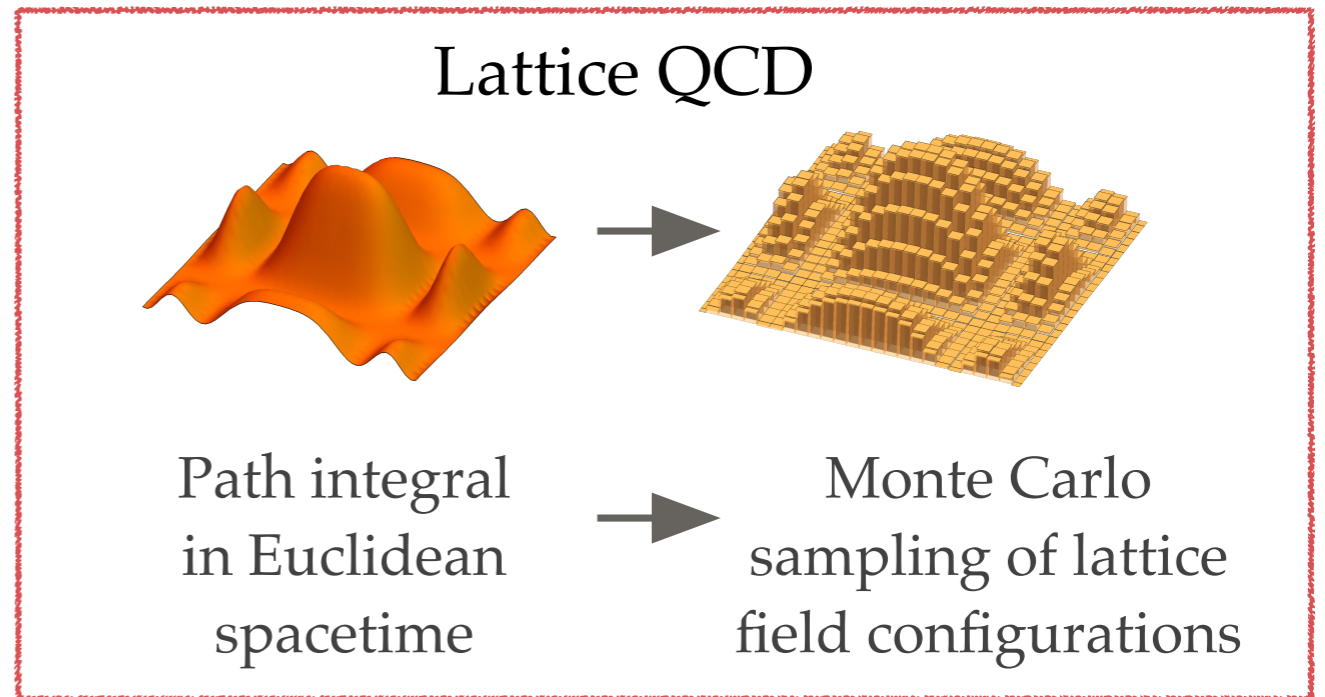 Lattice QCD
Path integral
in Euclidean
spacetime
Monte Carlo
sampling of lattice
field configurations